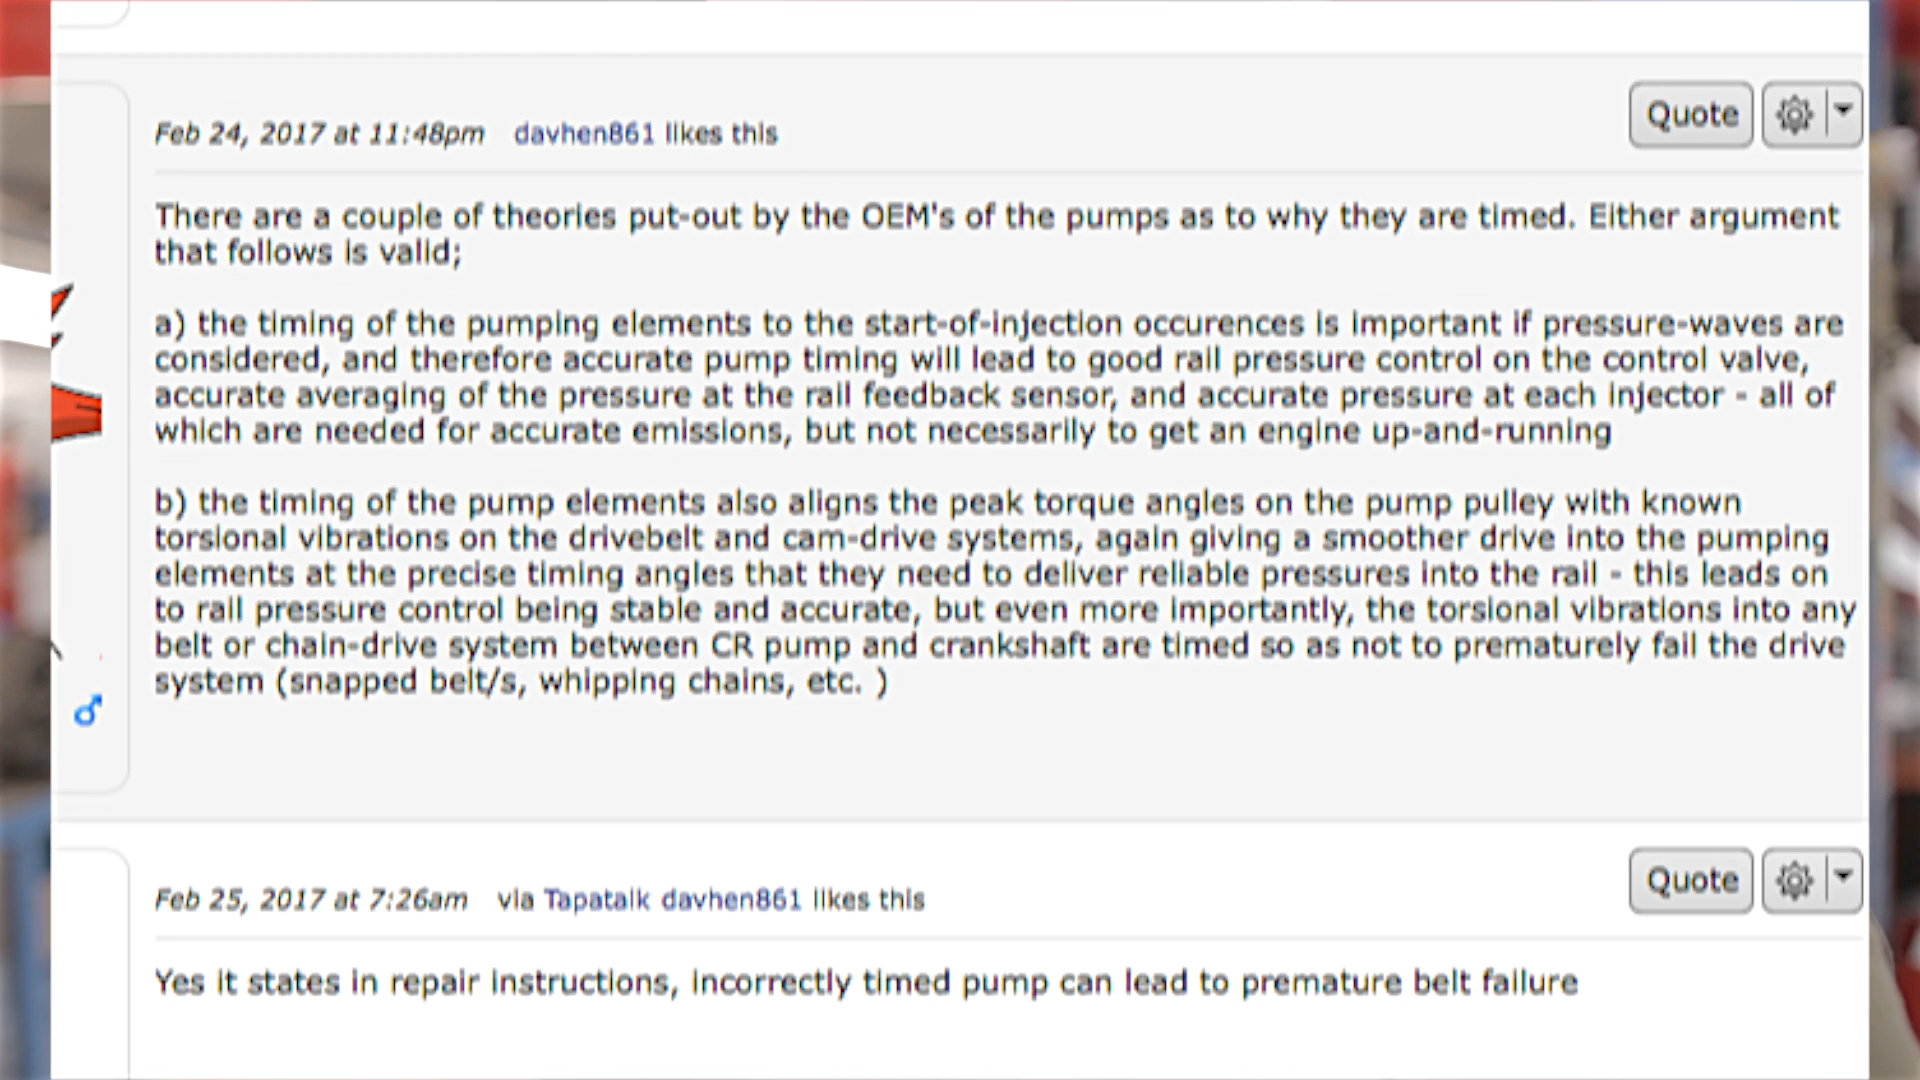 Feb 24, 2017 at 11:48pm davhen861 likes this
Quote
There are a couple of theories put-out by the OEM's of the pumps as to why they are timed. Either argument
that follows is valid;
a) the timing of the pumping elements to the start-of-injection occurences is important if pressure-waves are
considered, and therefore accurate pump timing will lead to good rail pressure control on the control valve,
accurate averaging of the pressure at the rail feedback sensor, and accurate pressure at each injector - all of
which are needed for accurate emissions, but not necessarily to get an engine up-and-running
b) the timing of the pump elements also aligns the peak torque angles on the pump pulley with known
torsional vibrations on the drivebelt and cam-drive systems, again giving a smoother drive into the pumping
elements at the precise timing angles that they need to deliver reliable pressures into the rail - this leads on
to rail pressure control being stable and accurate, but even more importantly, the torsional vibrations into any
belt or chain-drive system between CR pump and crankshaft are timed so as not to prematurely fail the drive
system (snapped belt/s, whipping chains, etc. )
Feb 25, 2017 at 7:26am via Tapatalk davhen861 likes this
Quote
Yes it states in repair instructions, incorrectly timed pump can lead to premature belt failure